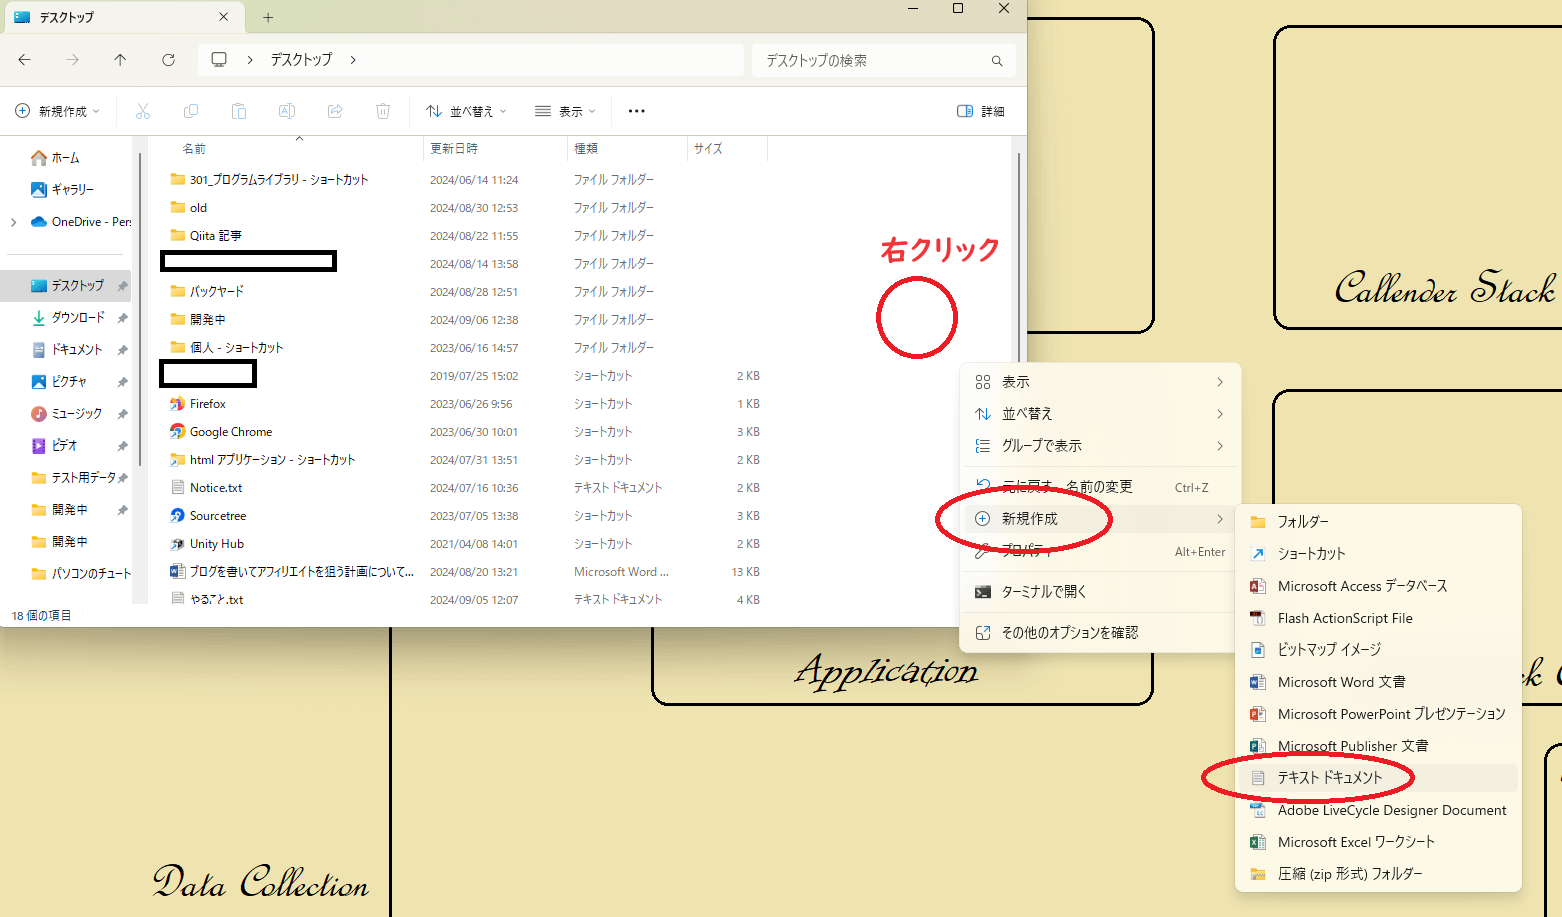 デスクトップ
デスクトップ
デスクトップの検索
新規作成
並べ替え
表示
詳細
ホーム
ギャラリー
OneDrive - Pers
デスクトップ
ダウンロード
ドキュメント
ピクチャ
ミュージック
ビデオ
テスト用データ
開発中
開発中
パソコンのチュート
名前 更新日時 種類 サイズ
301_プログラムライブラリ - ショートカット 2024/06/14 11:24 ファイル フォルダー
old 2024/08/30 12:53 ファイル フォルダー
Qiita 記事 2024/08/22 11:55 ファイル フォルダー
2024/08/14 13:58 ファイル フォルダー
バックヤード 2024/08/28 12:51 ファイル フォルダー
開発中 2024/09/06 12:38 ファイル フォルダー
個人 - ショートカット 2023/06/16 14:57 ファイル フォルダー
2019/07/25 15:02 ショートカット 2 KB
Firefox 2023/06/26 9:56 ショートカット 1 KB
Google Chrome 2023/06/30 10:01 ショートカット 3 KB
html アプリケーション - ショートカット 2024/07/31 13:51 ショートカット 2 KB
Notice.txt 2024/07/16 10:36 テキスト ドキュメント 2 KB
Sourcetree 2023/07/05 13:38 ショートカット 3 KB
Unity Hub 2021/04/08 14:01 ショートカット 2 KB
ブログを書いてアフィリエイトを狙う計画について... 2024/08/20 13:21 Microsoft Word ... 13 KB
やること.txt 2024/09/05 12:07 テキスト ドキュメント 4 KB
18 個の項目
右クリック
表示
並べ替え
グループで表示
元に戻す - 名前の変更 Ctrl+Z
新規作成
プロパティ Alt+Enter
ターミナルで開く
その他のオプションを確認
フォルダー
ショートカット
Microsoft Access データベース
Flash ActionScript File
ビットマップ イメージ
Microsoft Word 文書
Microsoft PowerPoint プレゼンテーション
Microsoft Publisher 文書
テキスト ドキュメント
Adobe LiveCycle Designer Document
Microsoft Excel ワークシート
圧縮 (zip 形式) フォルダー
Callender Stack
Application
Data Collection